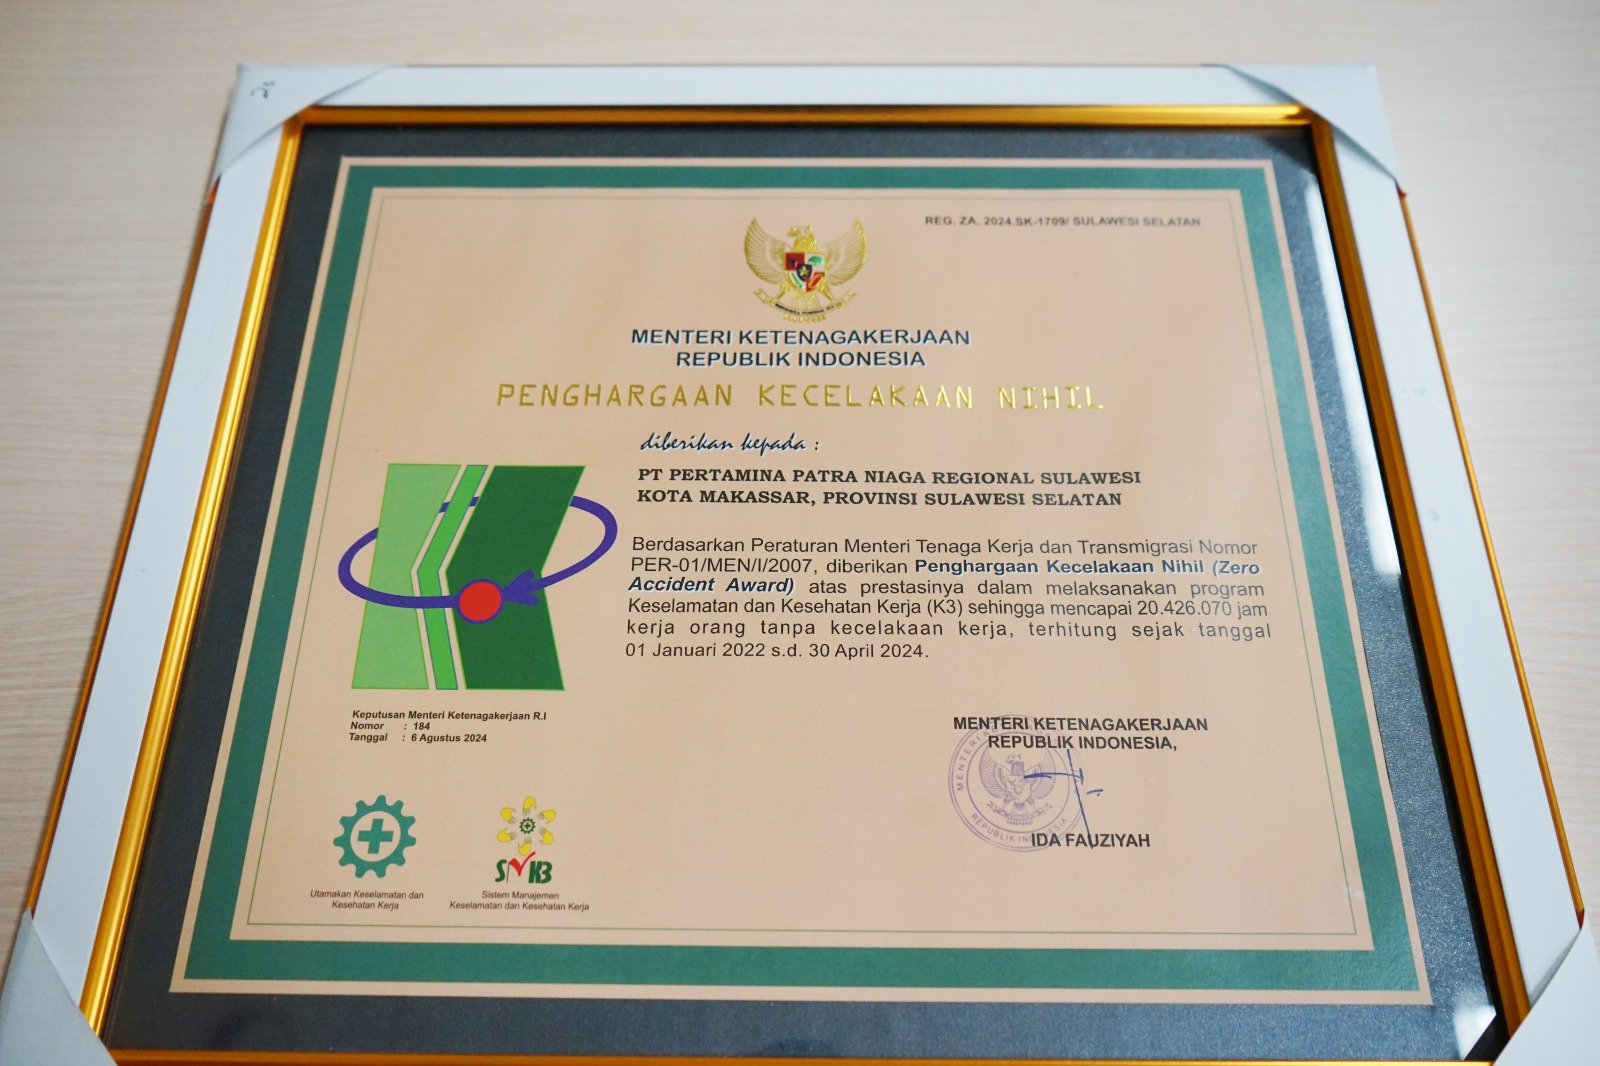 REG. ZA. 2024.SK-1709/ SULAWESI SELATAN
MENTERI KETENAGAKERJAAN
REPUBLIK INDONESIA
PENGHARGAAN KECELAKAAN NIHIL
diberikan kepada :
PT PERTAMINA PATRA NIAGA REGIONAL SULAWESI
KOTA MAKASSAR, PROVINSI SULAWESI SELATAN
Berdasarkan Peraturan Menteri Tenaga Kerja dan Transmigrasi Nomor
PER-01/MEN/I/2007, diberikan Penghargaan Kecelakaan Nihil (Zero
Accident Award) atas prestasinya dalam melaksanakan program
Keselamatan dan Kesehatan Kerja (K3) sehingga mencapai 20.426.070 jam
kerja orang tanpa kecelakaan kerja, terhitung sejak tanggal
01 Januari 2022 s.d. 30 April 2024.
Keputusan Menteri Ketenagakerjaan R.I
Nomor : 184
Tanggal : 6 Agustus 2024
MENTERI KETENAGAKERJAAN
REPUBLIK INDONESIA,
IDA FAUZIYAH
SMK3
Utamakan Keselamatan dan
Kesehatan Kerja
Sistem Manajemen
Keselamatan dan Kesehatan Kerja